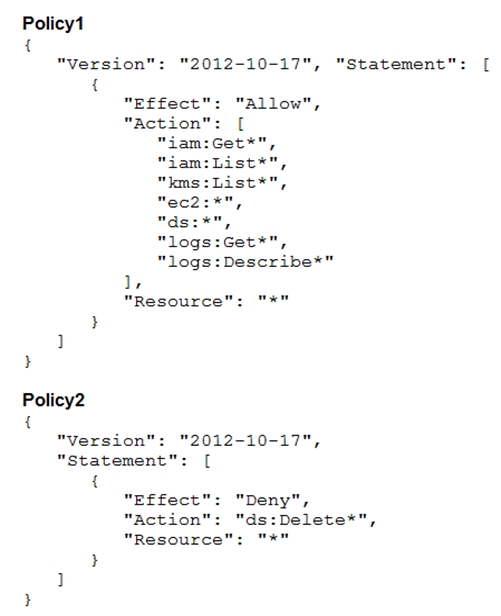 Policy1
{
"Version": "2012-10-17", "Statement": [
{
"Effect": "Allow",
"Action": [
"iam:Get*",
"iam:List*",
"kms:List*",
"ec2:*",
"ds:*",
"logs:Get*",
"logs:Describe*"
],
"Resource": "*"
}
]
}
Policy2
{
"Version": "2012-10-17",
"Statement": [
{
"Effect": "Deny",
"Action": "ds:Delete*",
"Resource": "*"
}
]
}